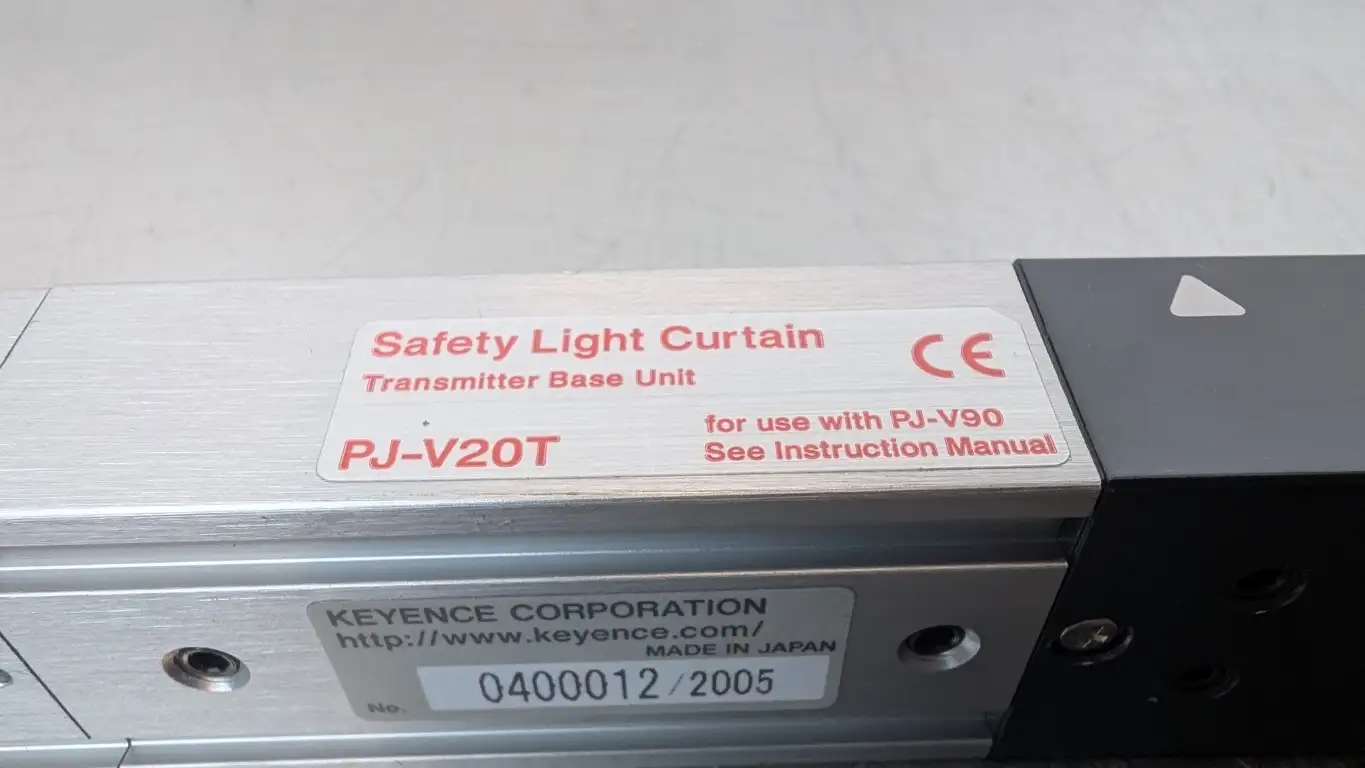 Safety Light Curtain
CE
Transmitter Base Unit
for use with PJ-V90
PJ-V20T
See Instruction Manual
KEYENCE CORPORATION
http://www.keyence.com/
MADE IN JAPAN
No. 0400012/2005